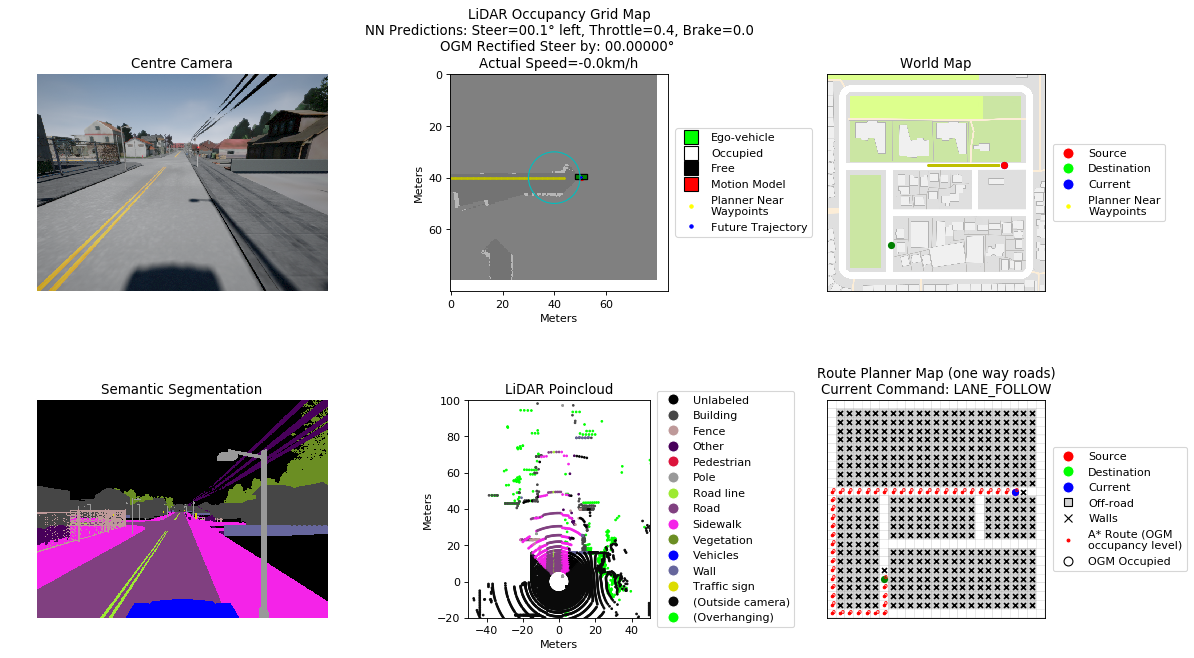 LiDAR Occupancy Grid Map
NN Predictions: Steer=00.1° left, Throttle=0.4, Brake=0.0
OGM Rectified Steer by: 00.00000°
Actual Speed=-0.0km/h
Centre Camera
World Map
0
20
40
60
Meters
0
20
40
60
Meters
Ego-vehicle
Occupied
Free
Motion Model
Planner Near
Waypoints
Future Trajectory
Source
Destination
Current
Planner Near
Waypoints
Semantic Segmentation
LiDAR Poincloud
Route Planner Map (one way roads)
Current Command: LANE_FOLLOW
100
80
60
40
20
0
−20
Meters
−40
−20
0
20
40
Meters
Unlabeled
Building
Fence
Other
Pedestrian
Pole
Road line
Road
Sidewalk
Vegetation
Vehicles
Wall
Traffic sign
(Outside camera)
(Overhanging)
Source
Destination
Current
Off-road
Walls
A* Route (OGM
occupancy level)
OGM Occupied